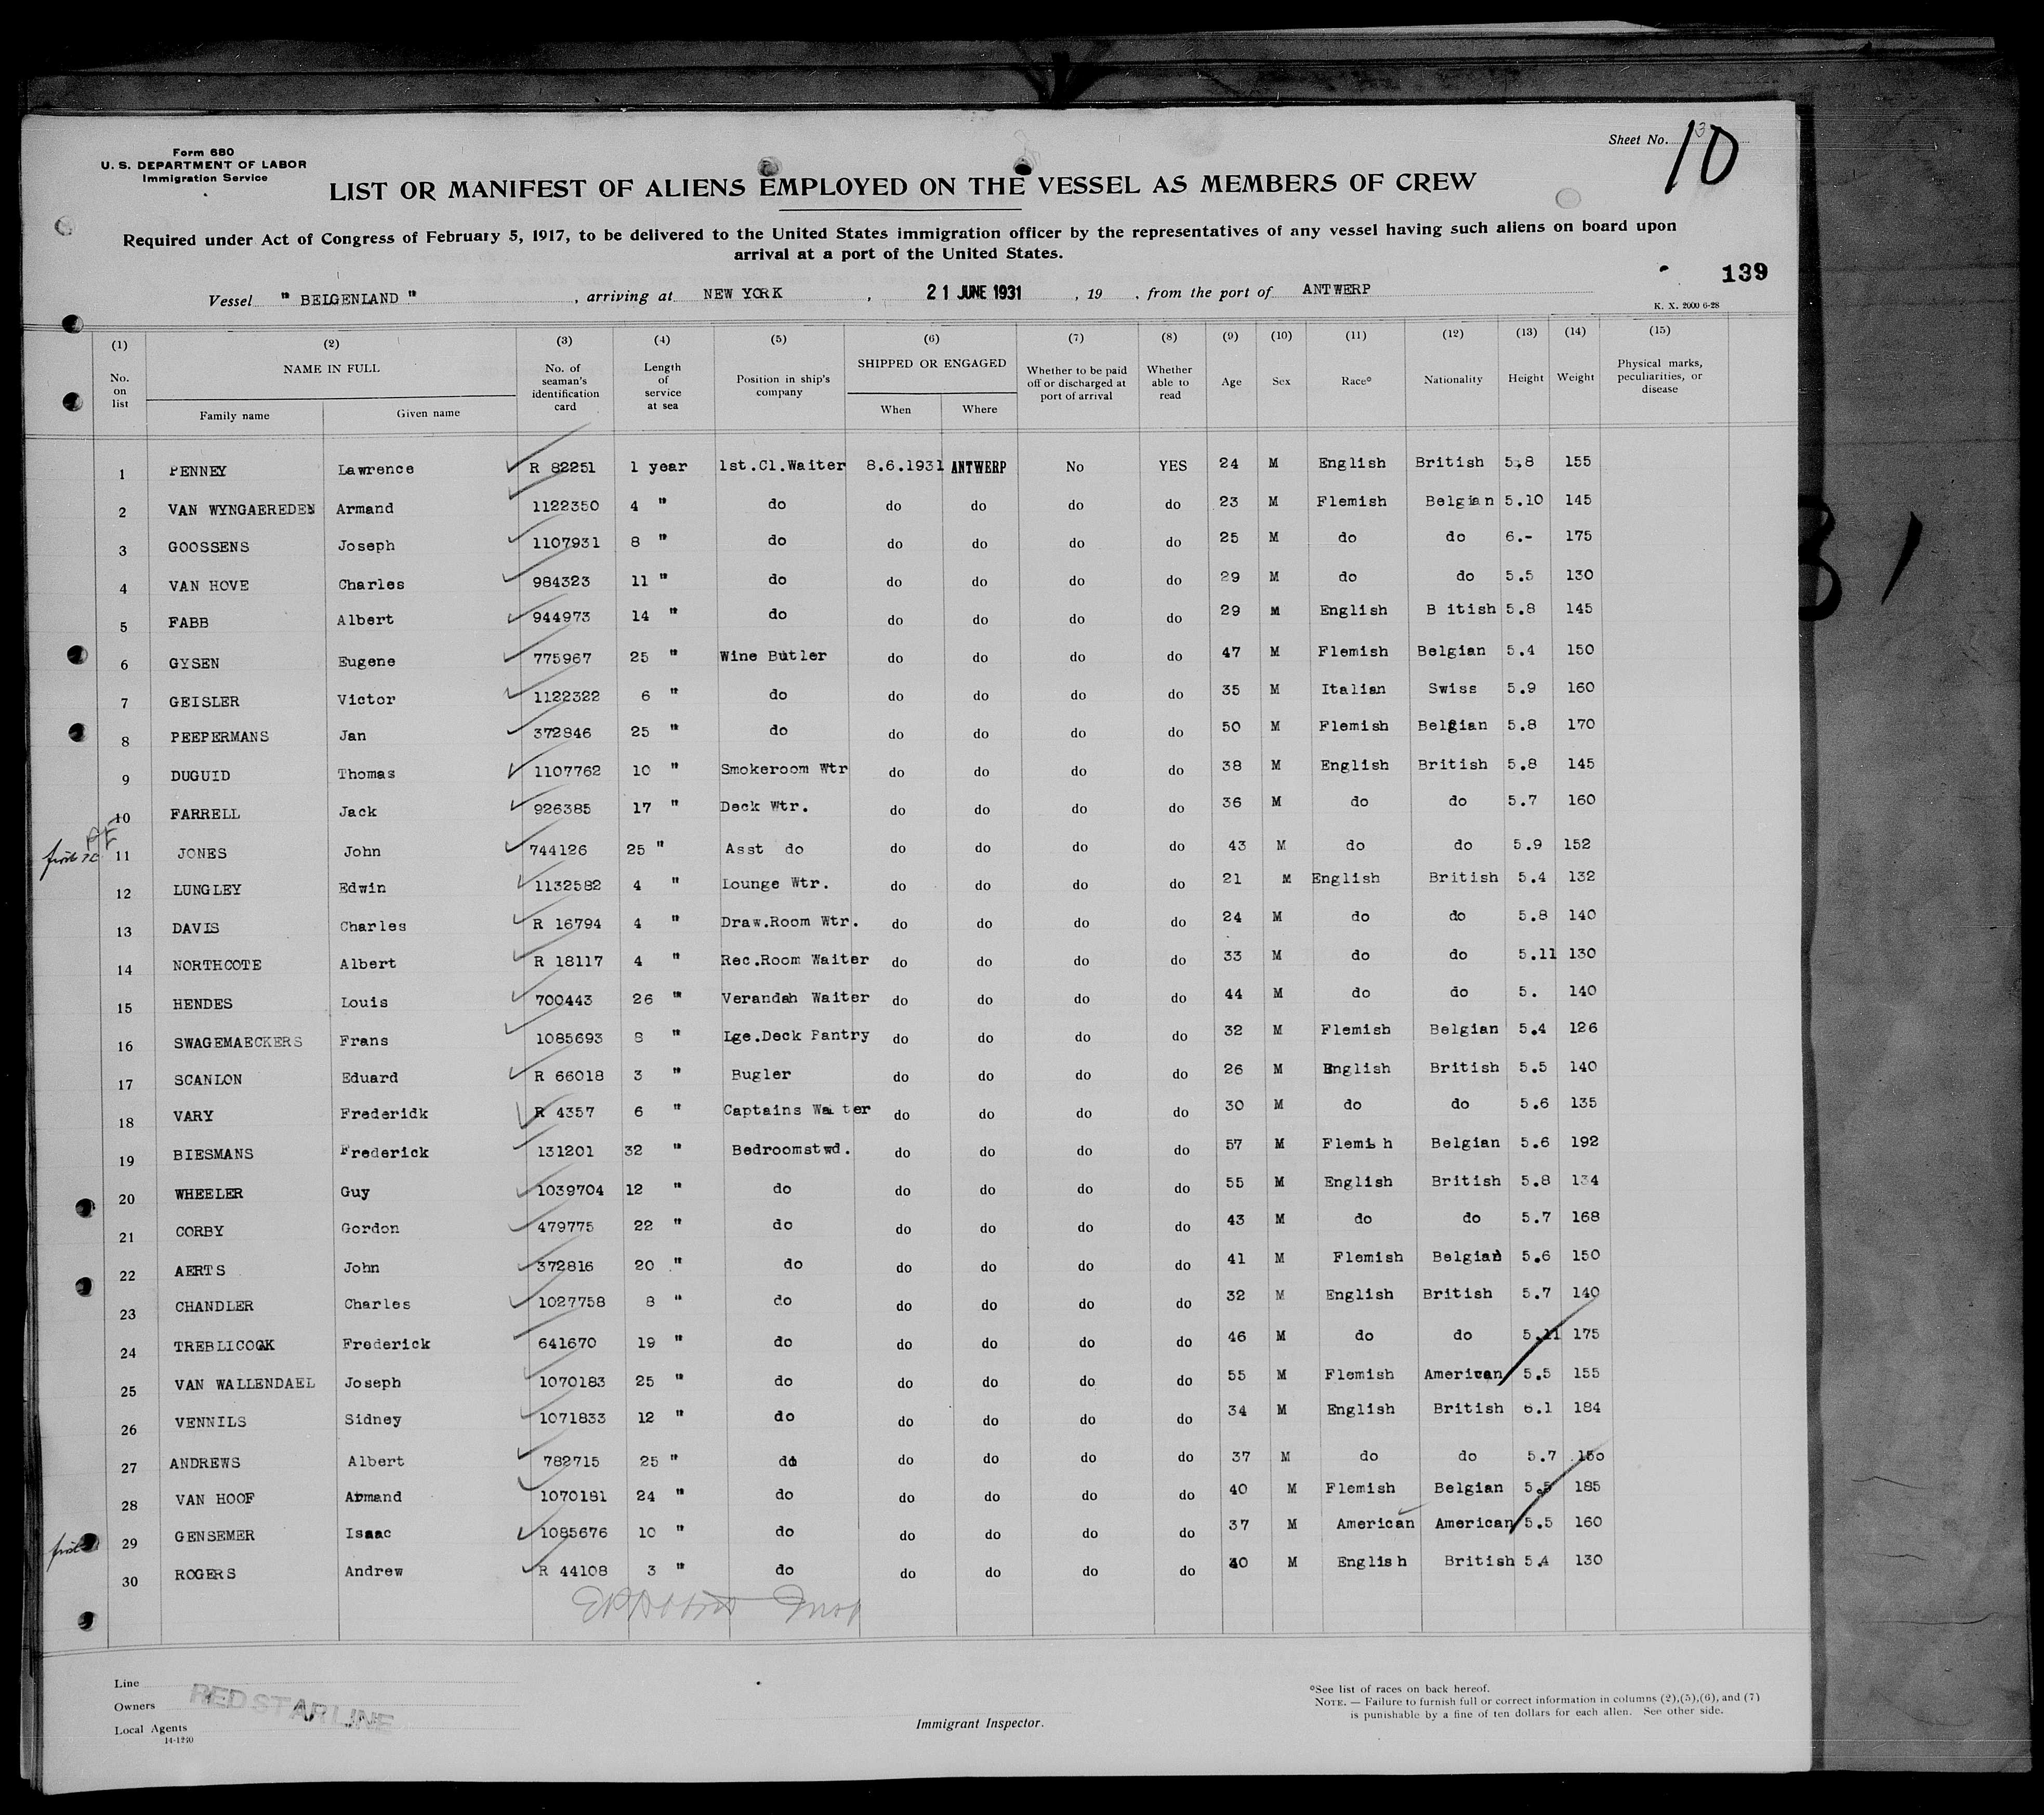 Form 680
U. S. DEPARTMENT OF LABOR
Immigration Service
Sheet No. 10
LIST OR MANIFEST OF ALIENS EMPLOYED ON THE VESSEL AS MEMBERS OF CREW
Required under Act of Congress of February 5, 1917, to be delivered to the United States immigration officer by the representatives of any vessel having such aliens on board upon
arrival at a port of the United States.
139
Vessel " BELGENLAND " , arriving at NEW YORK , 21 JUNE 1931 , 19 , from the port of ANTWERP
K. X. 2000 6-28
(1) (2) (3) (4) (5) (6) (7) (8) (9) (10) (11) (12) (13) (14) (15)
No. on list NAME IN FULL Family name Given name No. of seaman's identification card Length of service at sea Position in ship's company SHIPPED OR ENGAGED When Where Whether to be paid off or discharged at port of arrival Whether able to read Age Sex Race* Nationality Height Weight Physical marks, peculiarities, or disease
1 PENNEY Lawrence R 82251 1 year 1st.Cl.Waiter 8.6.1931 ANTWERP No YES 24 M English British 5.8 155
2 VAN WYNGAEREDEN Armand 1122350 4 " do do do do do 23 M Flemish Belgian 5.10 145
3 GOOSSENS Joseph 1107931 8 " do do do do do 25 M do do 6.- 175
4 VAN HOVE Charles 984323 11 " do do do do do 29 M do do 5.5 130
5 FABB Albert 944973 14 " do do do do do 29 M English B itish 5.8 145
6 GYSEN Eugene 775967 25 " Wine Butler do do do do 47 M Flemish Belgian 5.4 150
7 GEISLER Victor 1122322 6 " do do do do do 35 M Italian Swiss 5.9 160
8 PEEPERMANS Jan 372846 25 " do do do do do 50 M Flemish Belgian 5.8 170
9 DUGUID Thomas 1107762 10 " Smokeroom Wtr do do do do 38 M English British 5.8 145
10 FARRELL Jack 926385 17 " Deck Wtr. do do do do 36 M do do 5.7 160
11 JONES John 744126 25 " Asst do do do do do 43 M do do 5.9 152
12 LUNGLEY Edwin 1132582 4 " Lounge Wtr. do do do do 21 M English British 5.4 132
13 DAVIS Charles R 16794 4 " Draw.Room Wtr. do do do do 24 M do do 5.8 140
14 NORTHCOTE Albert R 18117 4 " Rec.Room Waiter do do do do 33 M do do 5.11 130
15 HENDES Louis 700443 26 " Verandah Waiter do do do do 44 M do do 5. 140
16 SWAGEMAECKERS Frans 1085693 8 " Lge.Deck Pantry do do do do 32 M Flemish Belgian 5.4 126
17 SCANLON Eduard R 66018 3 " Bugler do do do do 26 M English British 5.5 140
18 VARY Frederidk R 4357 6 " Captains Wai ter do do do do 30 M do do 5.6 135
19 BIESMANS Frederick 131201 32 " Bedroomstwd. do do do do 57 M Flemish Belgian 5.6 192
20 WHEELER Guy 1039704 12 " do do do do do 55 M English British 5.8 134
21 CORBY Gordon 479775 22 " do do do do do 43 M do do 5.7 168
22 AERTS John 372816 20 " do do do do do 41 M Flemish Belgian 5.6 150
23 CHANDLER Charles 1027758 8 " do do do do do 32 M English British 5.7 140
24 TREBLICOCK Frederick 641670 19 " do do do do do 46 M do do 5.11 175
25 VAN WALLENDAEL Joseph 1070183 25 " do do do do do 55 M Flemish American 5.5 155
26 VENNILS Sidney 1071833 12 " do do do do do 34 M English British 6.1 184
27 ANDREWS Albert 782715 25 " do do do do do 37 M do do 5.7 150
28 VAN HOOF Armand 1070181 24 " do do do do do 40 M Flemish Belgian 5.5 185
29 GENSEMER Isaac 1085676 10 " do do do do do 37 M American American 5.5 160
30 ROGERS Andrew R 44108 3 " do do do do do 40 M English British 5.4 130
Line
Owners RED STAR LINE
Local Agents
14-1240
Immigrant Inspector.
*See list of races on back hereof.
NOTE. — Failure to furnish full or correct information in columns (2),(5),(6), and (7)
is punishable by a fine of ten dollars for each alien. See other side.